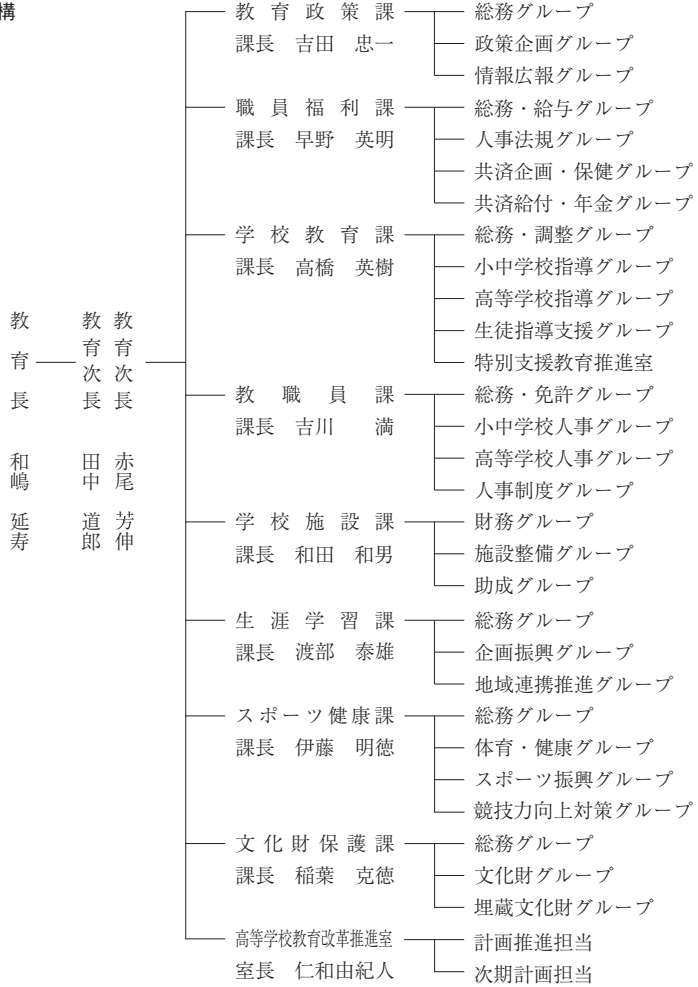 構
教育長 和嶋 延寿
教育次長 田中 道郎
教育次長 赤尾 芳伸
教育政策課
課長 吉田 忠一
総務グループ
政策企画グループ
情報広報グループ
職員福利課
課長 早野 英明
総務・給与グループ
人事法規グループ
共済企画・保健グループ
共済給付・年金グループ
学校教育課
課長 高橋 英樹
総務・調整グループ
小中学校指導グループ
高等学校指導グループ
生徒指導支援グループ
特別支援教育推進室
教職員課
課長 吉川 満
総務・免許グループ
小中学校人事グループ
高等学校人事グループ
人事制度グループ
学校施設課
課長 和田 和男
財務グループ
施設整備グループ
助成グループ
生涯学習課
課長 渡部 泰雄
総務グループ
企画振興グループ
地域連携推進グループ
スポーツ健康課
課長 伊藤 明徳
総務グループ
体育・健康グループ
スポーツ振興グループ
競技力向上対策グループ
文化財保護課
課長 稲葉 克徳
総務グループ
文化財グループ
埋蔵文化財グループ
高等学校教育改革推進室
室長 仁和由紀人
計画推進担当
次期計画担当